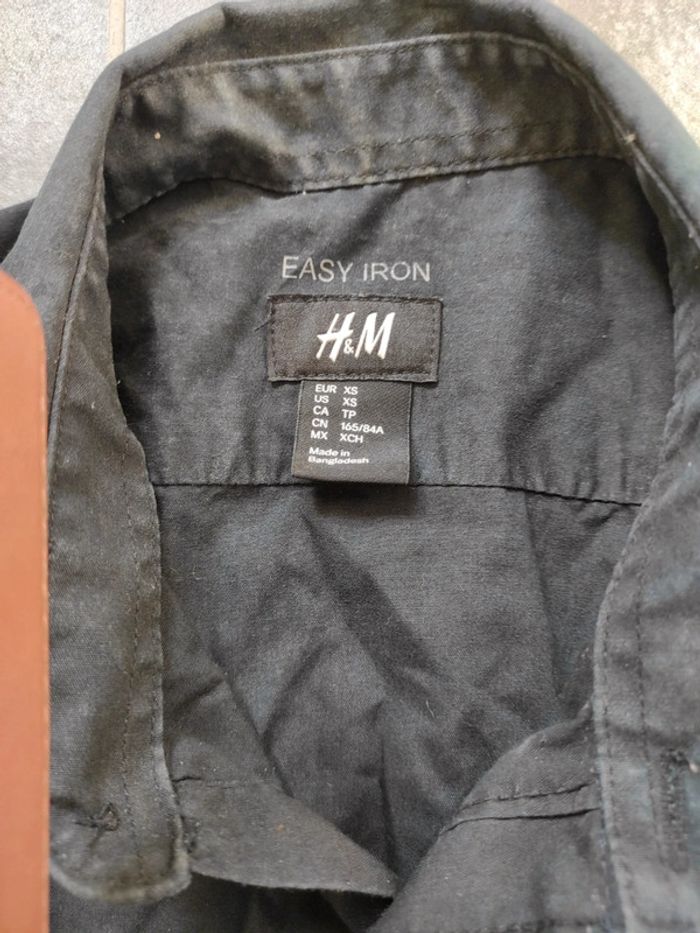 EASY IRON
H&M
EUR XS
US XS
CA TP
CN 165/84A
MX XCH
Made in
Bangladesh